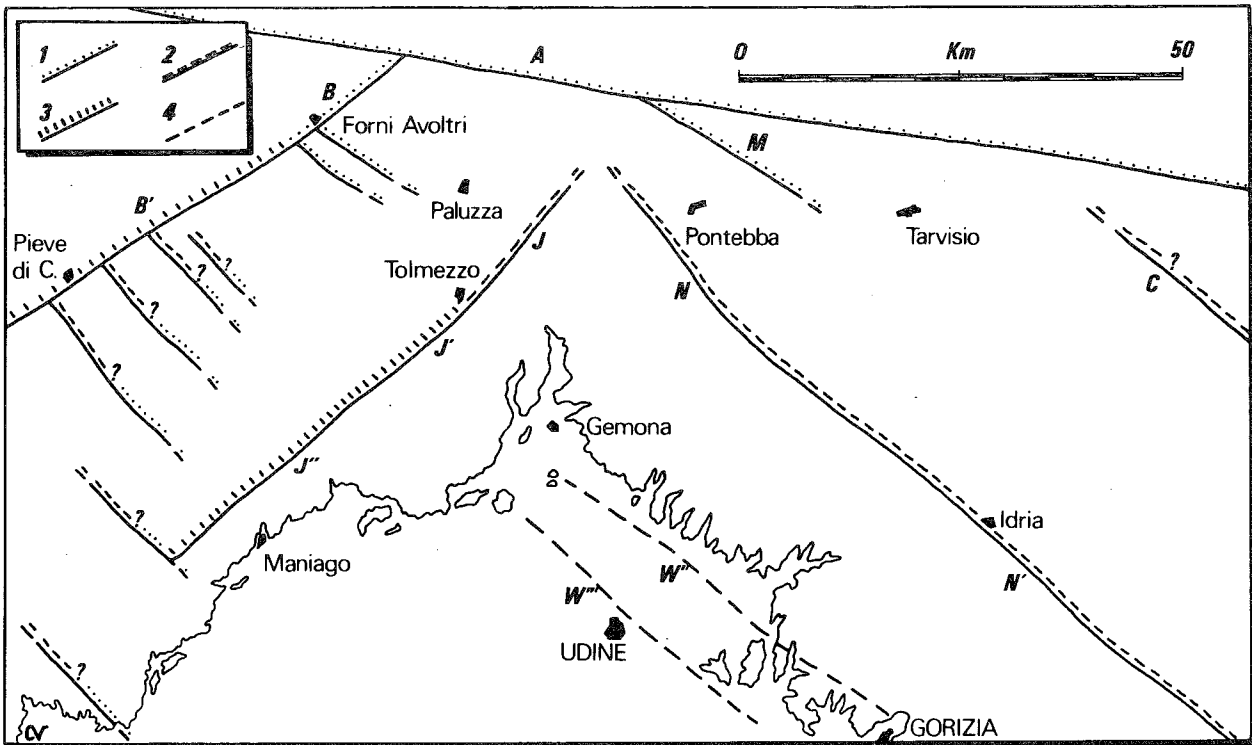 1 2
3 4
A
0 Km 50
B
Forni Avoltri
M
B'
Paluzza
Pontebba
Tarvisio
Pieve
di C.
J
?
?
?
Tolmezzo
N
C
?
J'
?
Gemona
J''
?
Idria
Maniago
W''
N'
W'''
UDINE
?
GORIZIA